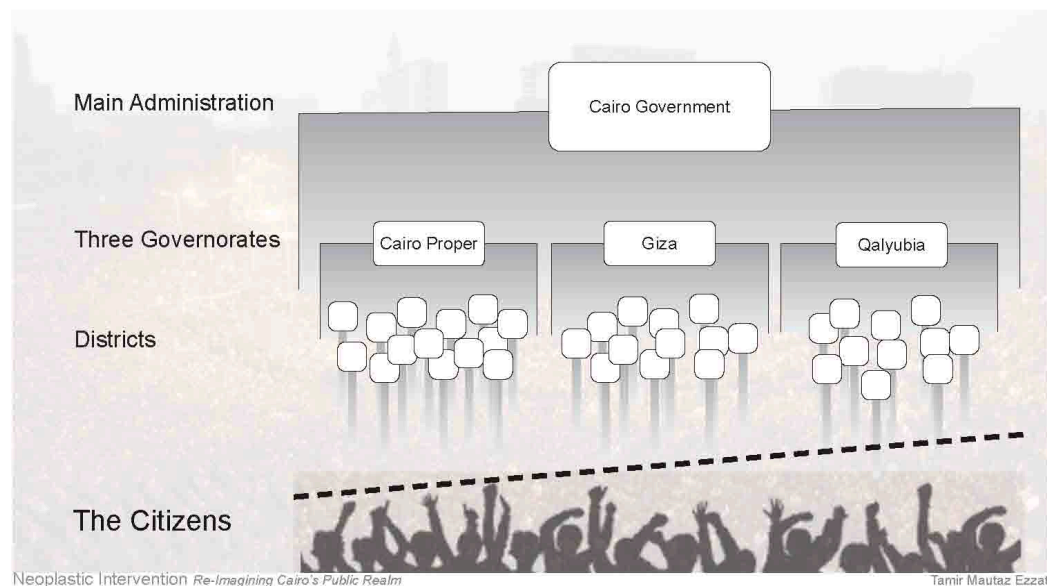 Main Administration
Cairo Government
Three Governorates
Cairo Proper
Giza
Qalyubia
Districts
The Citizens
Neoplastic Intervention Re-Imagining Cairo's Public Realm
Tamir Mautaz Ezzat